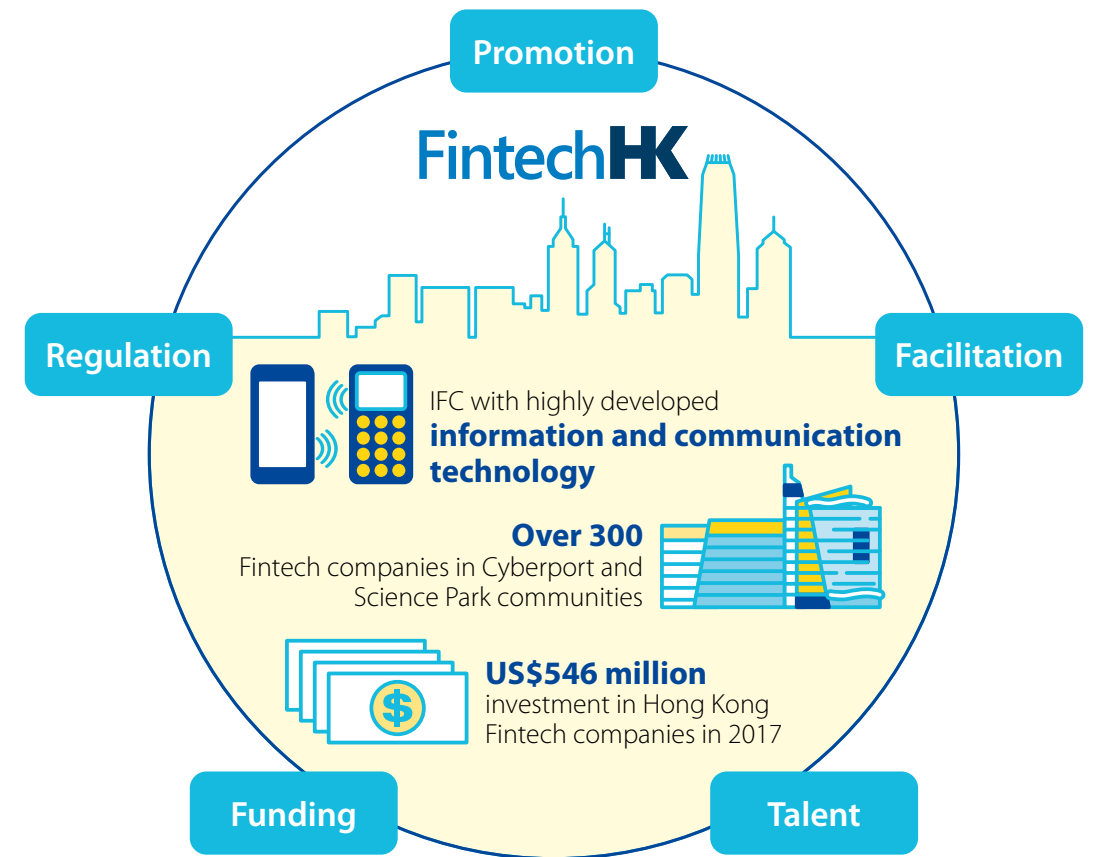 Promotion
FintechHK
Regulation
Facilitation
IFC with highly developed
information and communication
technology
Over 300
Fintech companies in Cyberport and
Science Park communities
$
US$546 million
investment in Hong Kong
Fintech companies in 2017
Funding
Talent